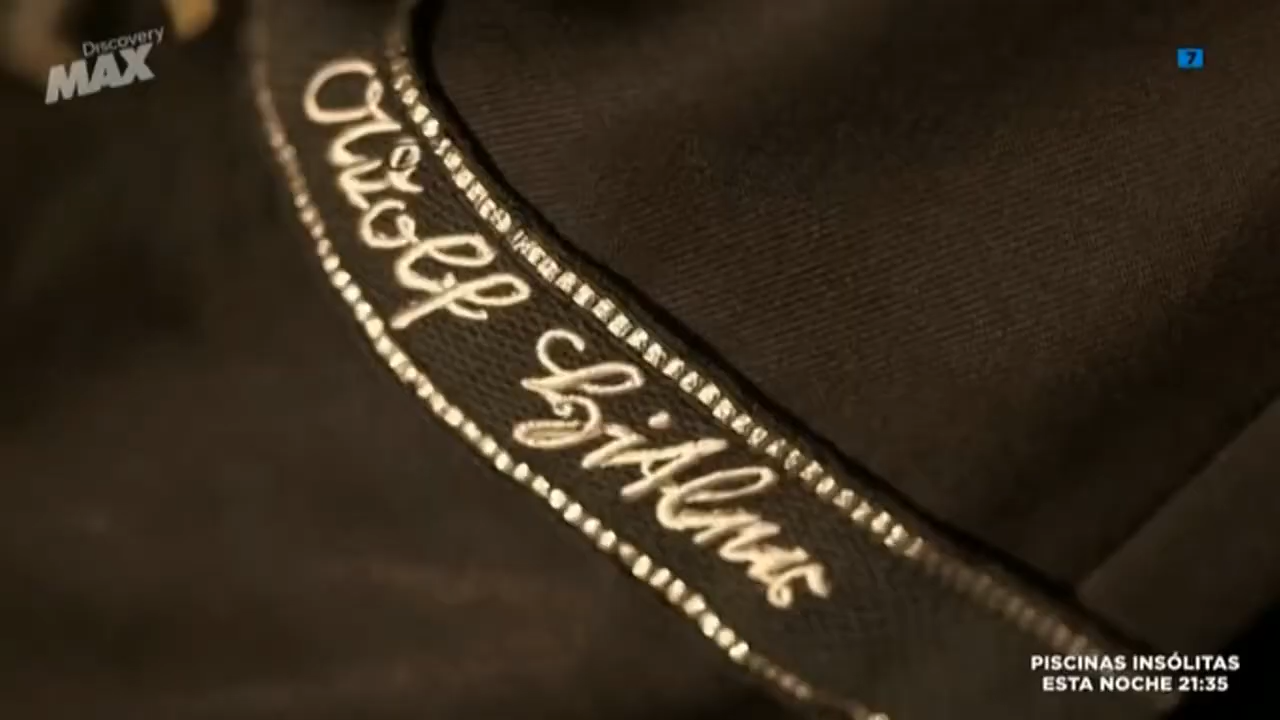 Discovery
MAX
7
Adolf Hitler
PISCINAS INSÓLITAS
ESTA NOCHE 21:35